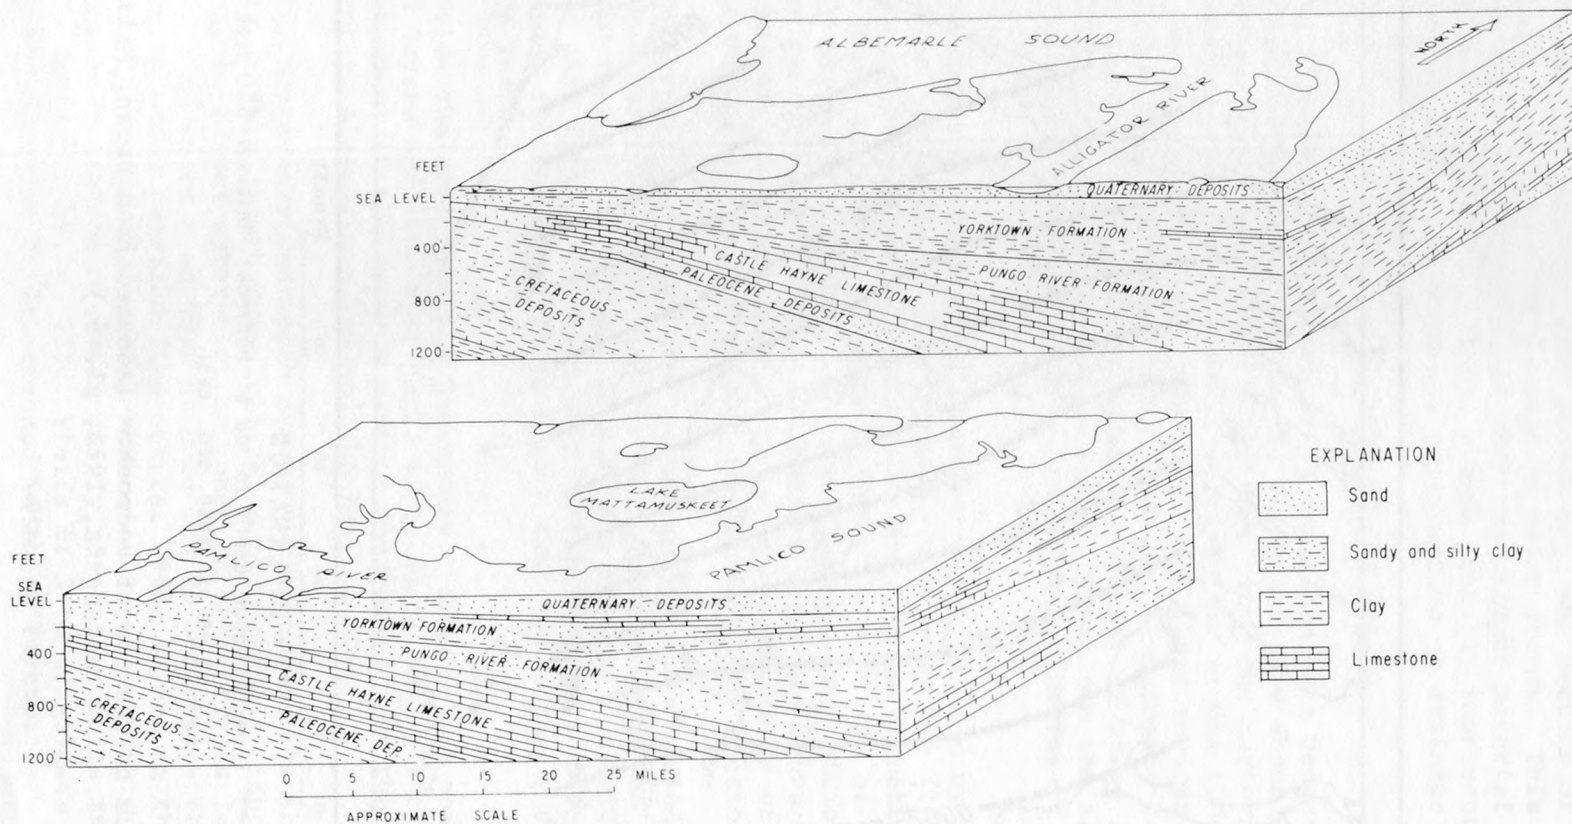 ALBEMARLE SOUND
NORTH
ALLIGATOR RIVER
FEET
SEA LEVEL
400'
800'
1200'
QUATERNARY DEPOSITS
YORKTOWN FORMATION
PUNGO RIVER FORMATION
CASTLE HAYNE LIMESTONE
PALEOCENE DEPOSITS
CRETACEOUS
DEPOSITS
LAKE
MATTAMUSKEET
PAMLICO SOUND
PAMLICO RIVER
FEET
SEA
LEVEL
400'
800'
1200'
QUATERNARY DEPOSITS
YORKTOWN FORMATION
PUNGO RIVER FORMATION
CASTLE HAYNE LIMESTONE
PALEOCENE DEP
CRETACEOUS
DEPOSITS
0 5 10 15 20 25 MILES
APPROXIMATE SCALE
EXPLANATION
Sand
Sandy and silty clay
Clay
Limestone